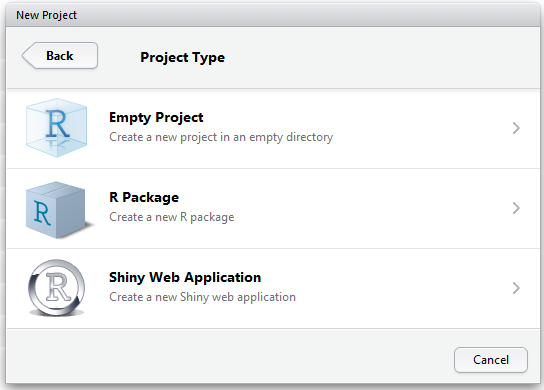 New Project
Back
Project Type
R
Empty Project
Create a new project in an empty directory
R
R Package
Create a new R package
R
Shiny Web Application
Create a new Shiny web application
Cancel